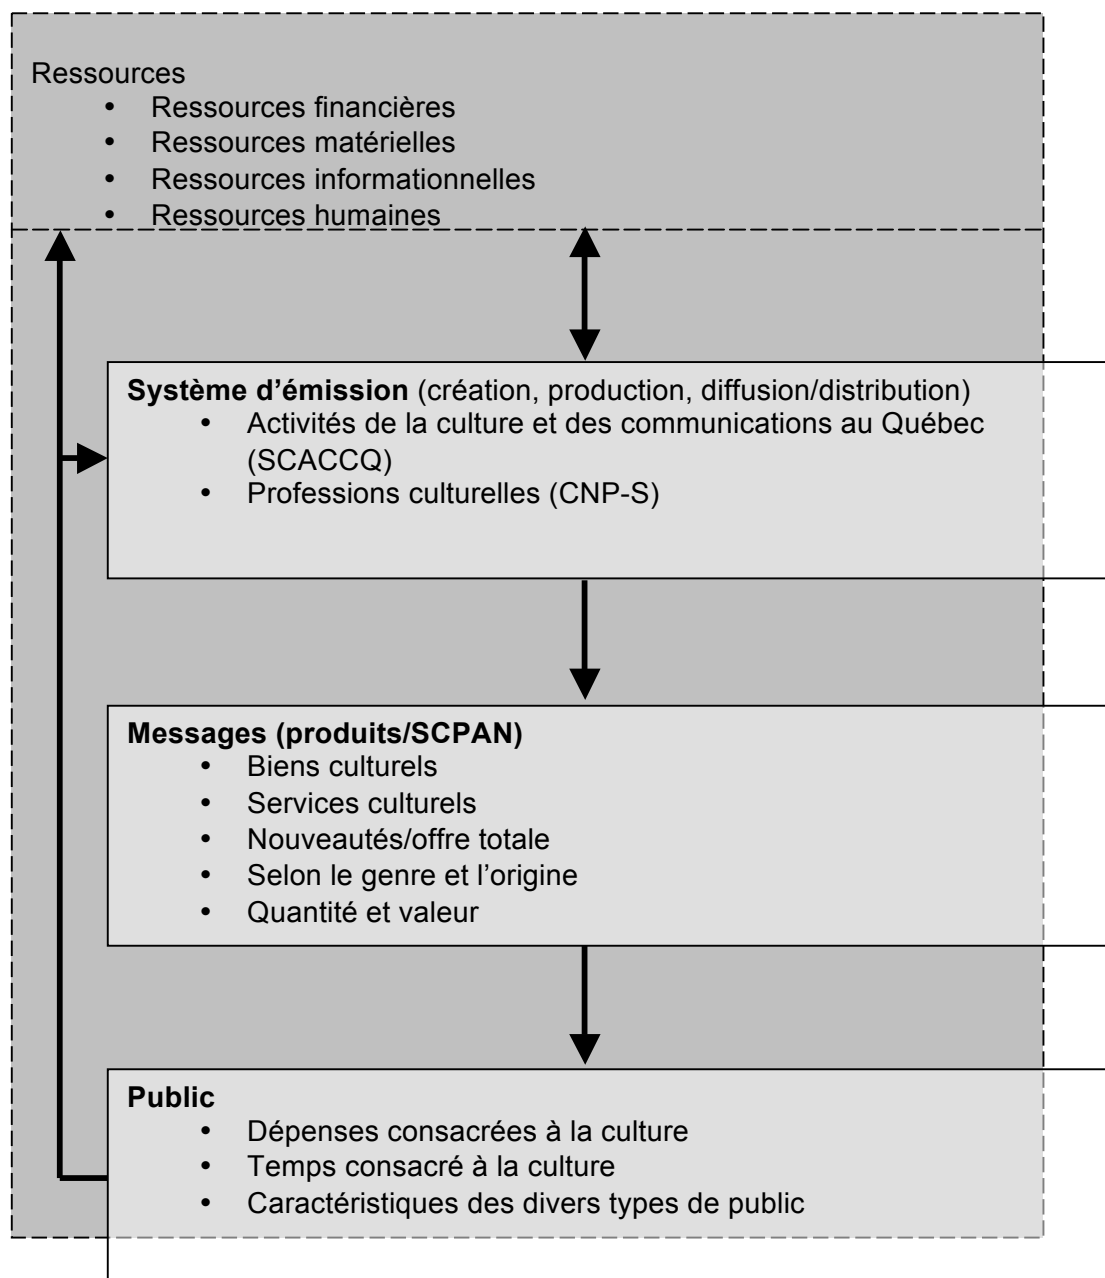 Ressources
• Ressources financières
• Ressources matérielles
• Ressources informationnelles
• Ressources humaines
Système d’émission (création, production, diffusion/distribution)
• Activités de la culture et des communications au Québec
(SCACCQ)
• Professions culturelles (CNP-S)
Messages (produits/SCPAN)
• Biens culturels
• Services culturels
• Nouveautés/offre totale
• Selon le genre et l’origine
• Quantité et valeur
Public
• Dépenses consacrées à la culture
• Temps consacré à la culture
• Caractéristiques des divers types de public